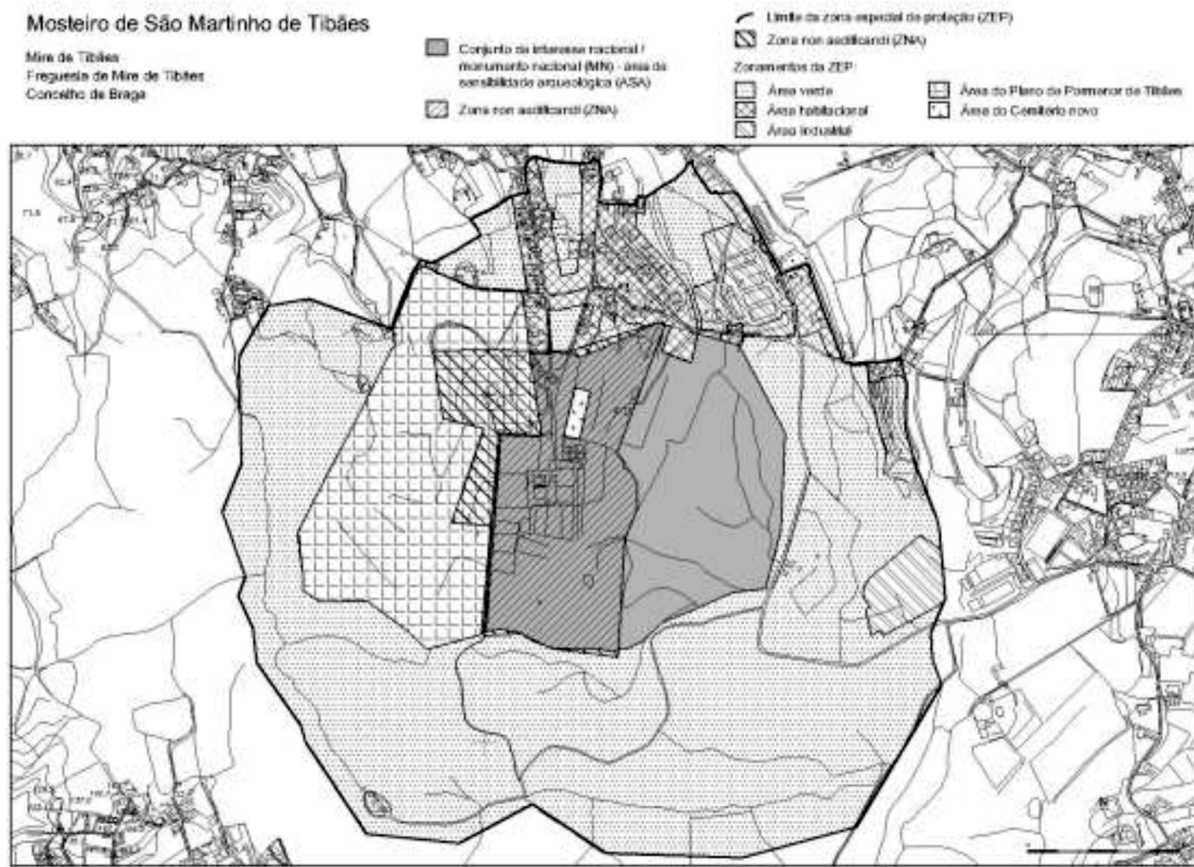 Mosteiro de São Martinho de Tibães
Mire de Tibães
Freguesia de Mire de Tibães
Concelho de Braga
Conjunto de interesse nacional /
monumento nacional (MN) - área de
sensibilidade arqueológica (ASA)
Zona non aedificandi (ZNA)
Limite da zona especial de proteção (ZEP)
Zona non aedificandi (ZNA)
Zonamentos da ZEP:
Área verde
Área habitacional
Área industrial
Área do Plano de Pormenor de Tibães
Área do Cemitério novo
N